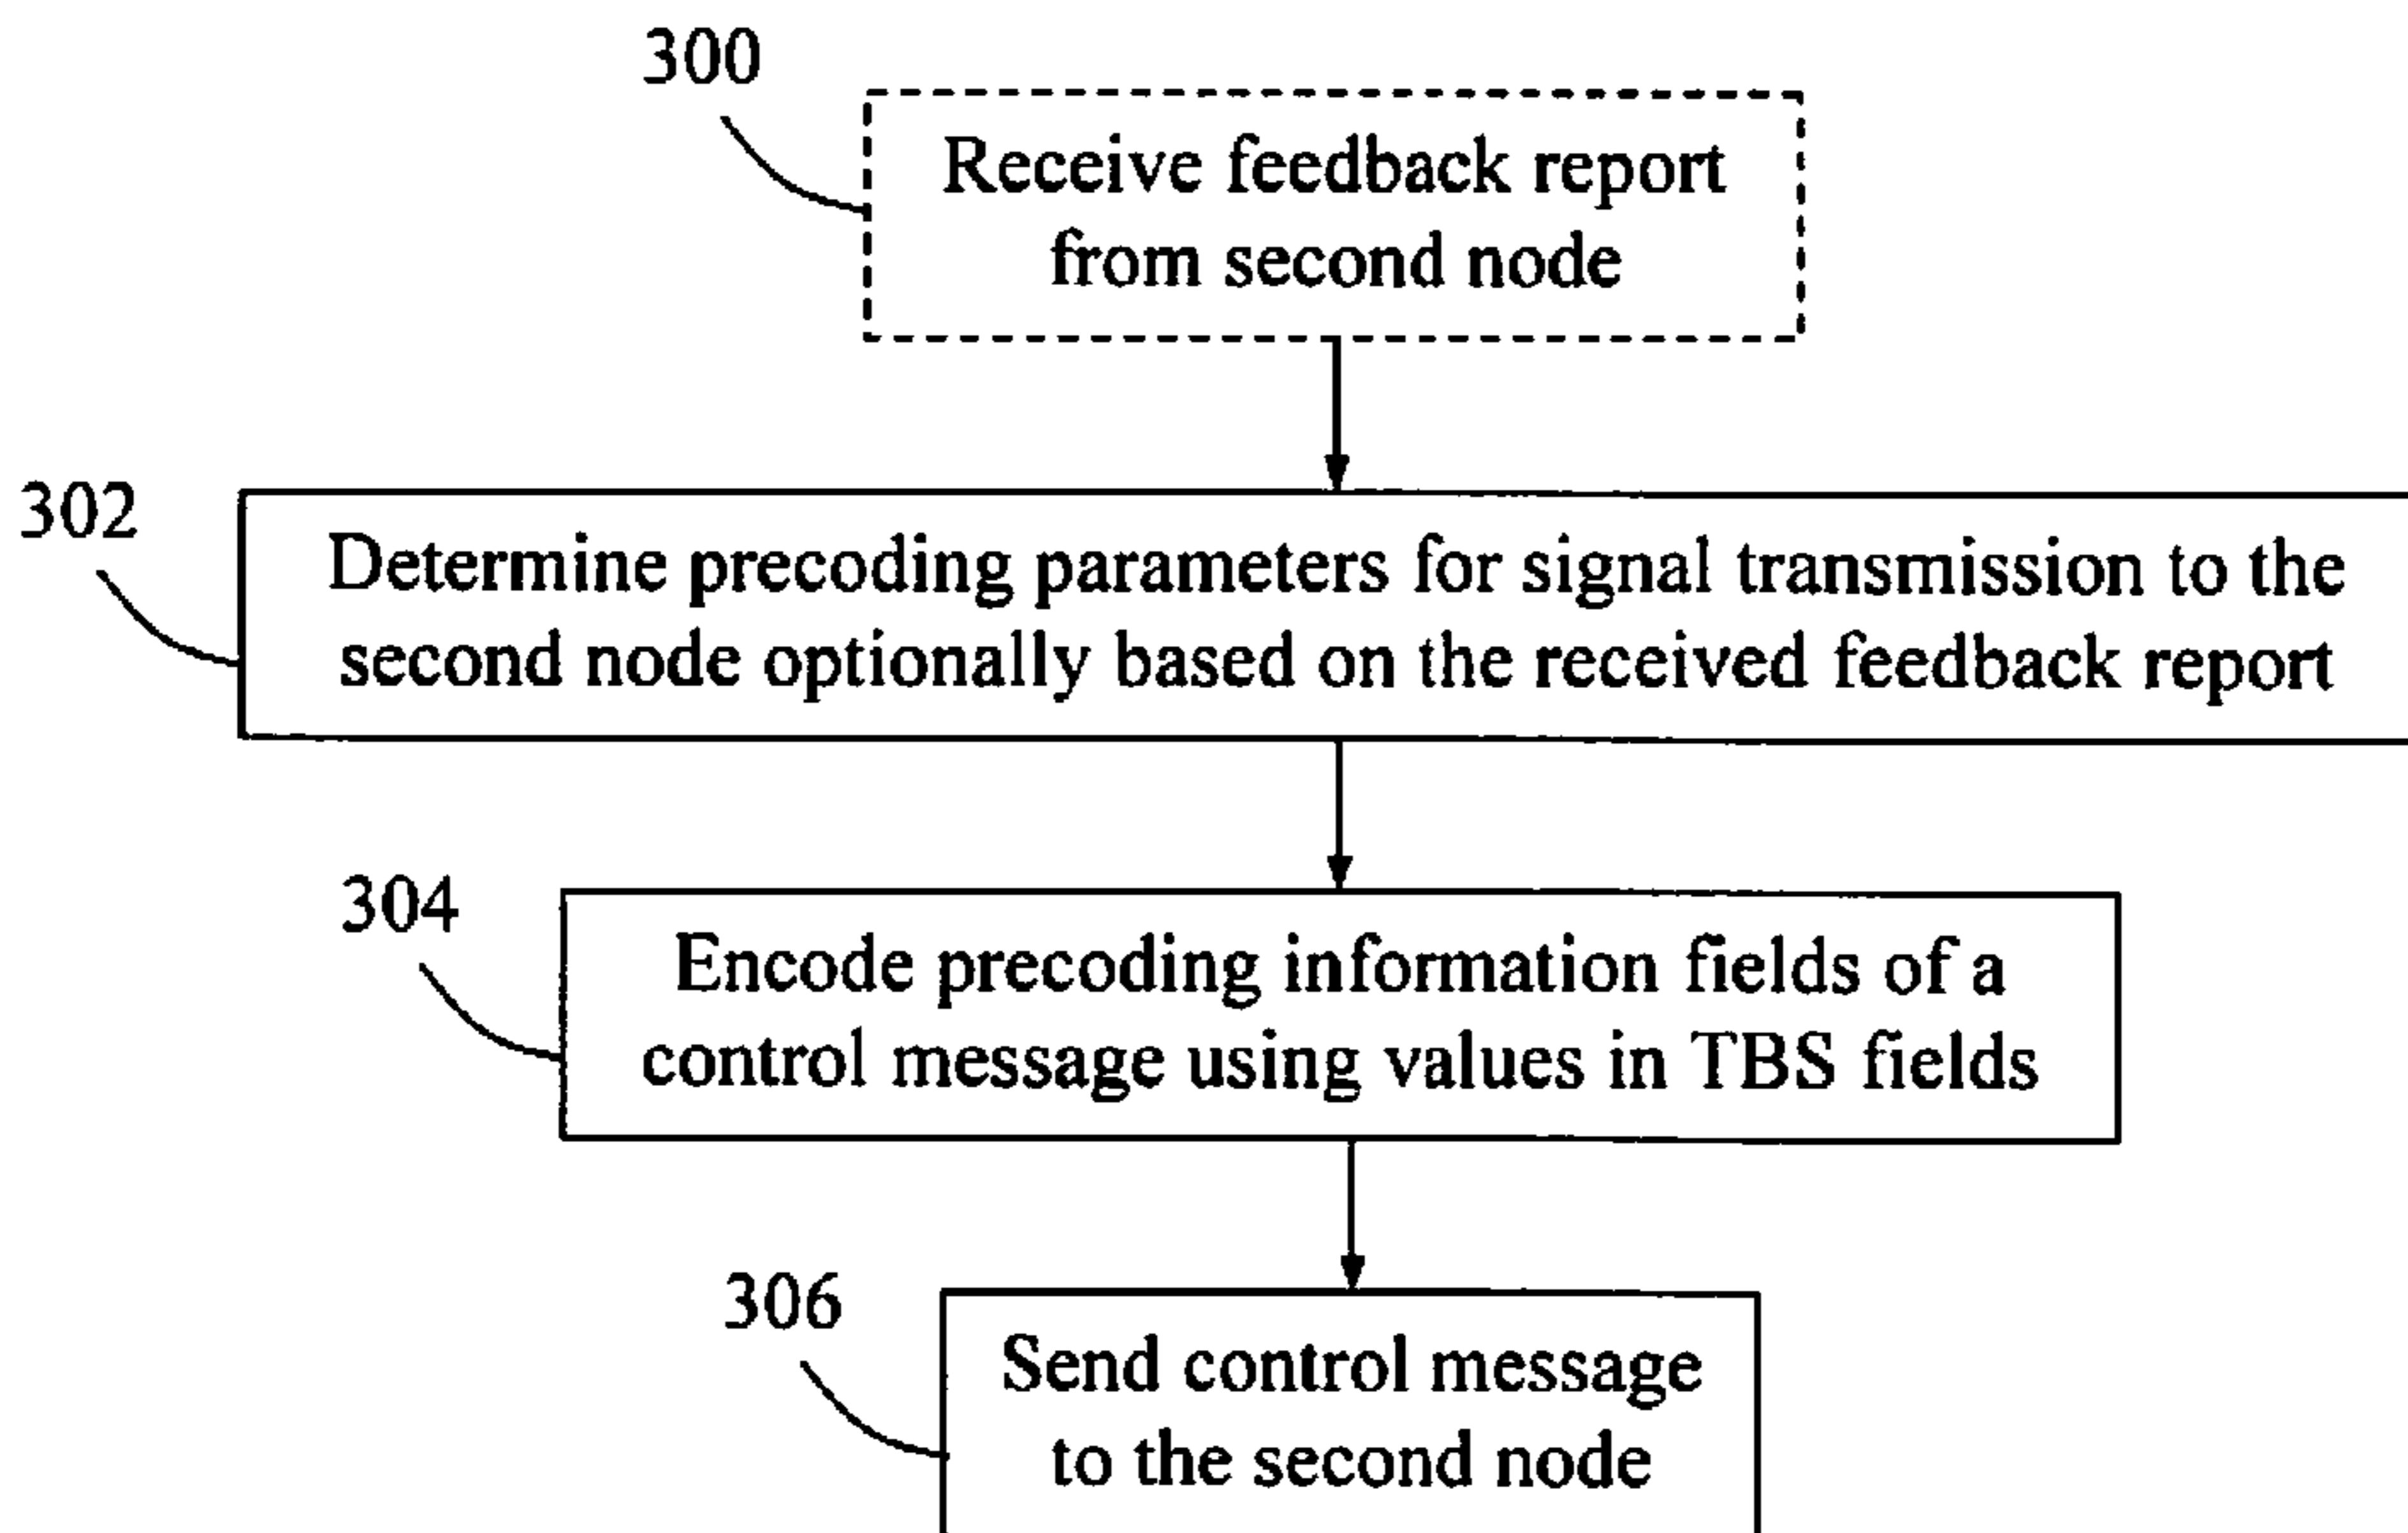 300
Receive feedback report
from second node
302
Determine precoding parameters for signal transmission to the
second node optionally based on the received feedback report
304
Encode precoding information fields of a
control message using values in TBS fields
306
Send control message
to the second node